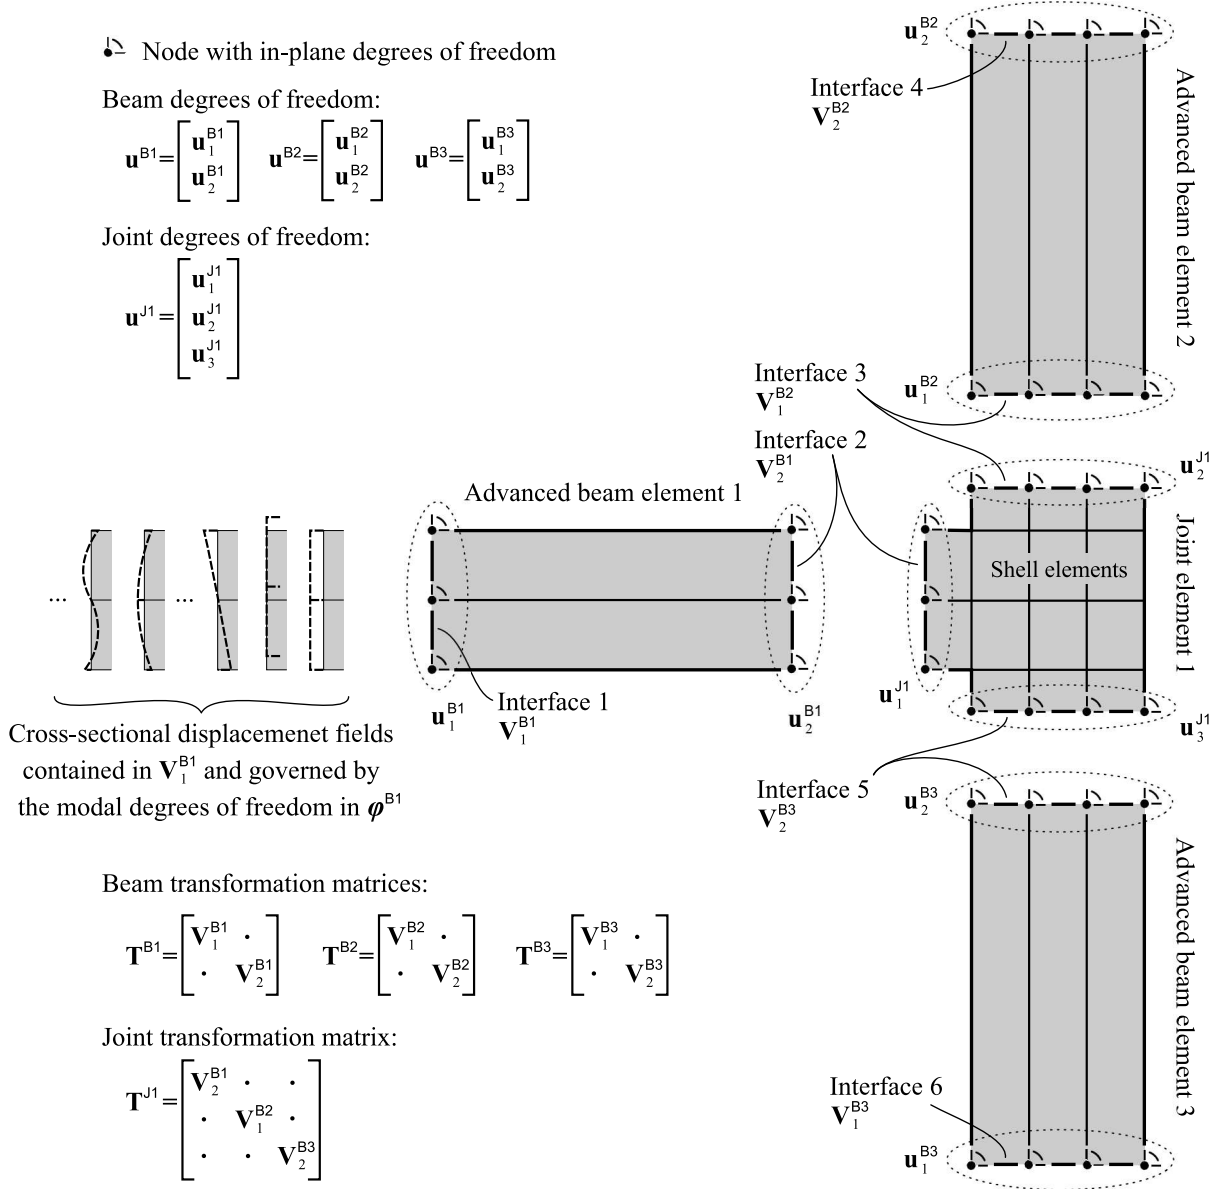 Node with in-plane degrees of freedom
Beam degrees of freedom:
u^B1 = [u_1^B1 u_2^B1] u^B2 = [u_1^B2 u_2^B2] u^B3 = [u_1^B3 u_2^B3]
Joint degrees of freedom:
u^J1 = [u_1^J1 u_2^J1 u_3^J1]
u_2^B2
Interface 4
V_2^B2
Advanced beam element 2
u_1^B2
Interface 3
V_1^B2
Interface 2
V_2^B1
u_2^J1
Advanced beam element 1
Joint element 1
Shell elements
... ...
u_1^B1
Interface 1
V_1^B1
u_2^B1
u_1^J1
u_3^J1
Cross-sectional displacemenet fields
contained in V_1^B1 and governed by
the modal degrees of freedom in φ^B1
Interface 5
V_2^B3
u_2^B3
Advanced beam element 3
Beam transformation matrices:
T^B1 = [V_1^B1 · · V_2^B1] T^B2 = [V_1^B2 · · V_2^B2] T^B3 = [V_1^B3 · · V_2^B3]
Joint transformation matrix:
T^J1 = [V_2^B1 · · · V_1^B2 · · · V_2^B3]
Interface 6
V_1^B3
u_1^B3